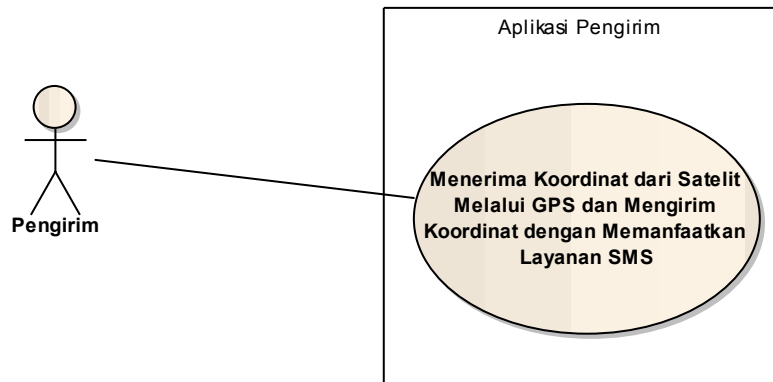 Aplikasi Pengirim
Menerima Koordinat dari Satelit
Melalui GPS dan Mengirim
Koordinat dengan Memanfaatkan
Layanan SMS
Pengirim